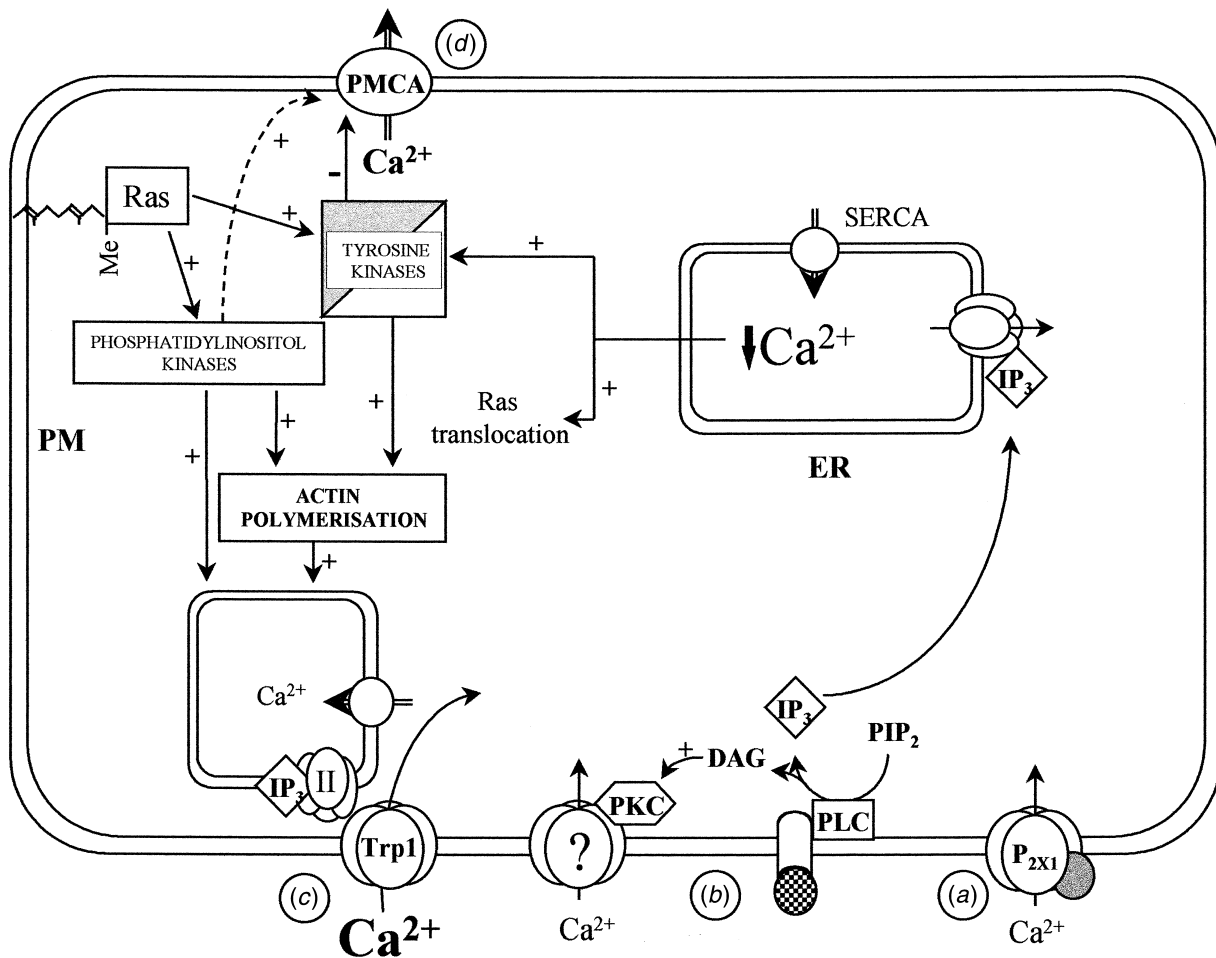 (d)
PMCA
+
Ca2+
-
Ras
+
Me
+
TYROSINE
KINASES
+
SERCA
PHOSPHATIDYLINOSITOL
KINASES
Ca2+
IP3
+
Ras
translocation
+
+
+
PM
ER
ACTIN
POLYMERISATION
+
Ca2+
IP3
II
IP3
PIP2
+
DAG
PKC
PLC
Trp1
?
P2X1
(c)
(b)
(a)
Ca2+
Ca2+
Ca2+